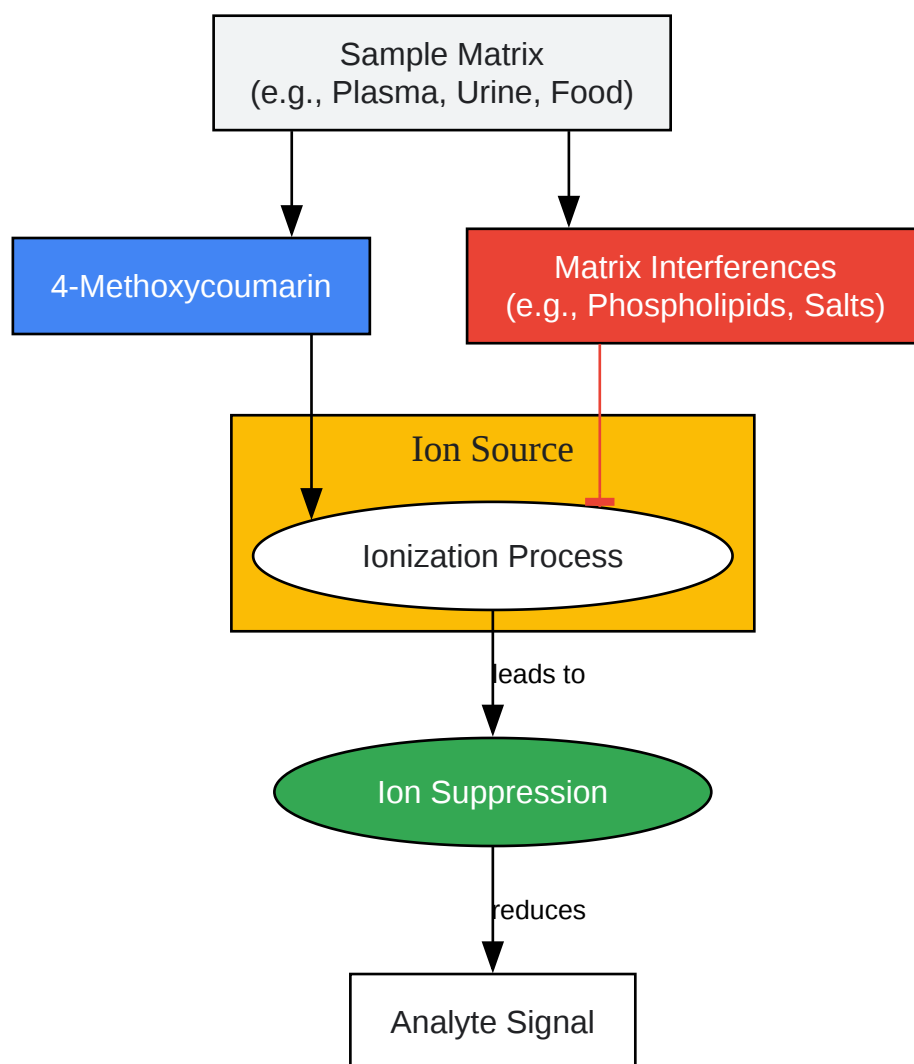 Sample Matrix
(e.g., Plasma, Urine, Food)
4-Methoxycoumarin
Matrix Interferences
(e.g., Phospholipids, Salts)
Ion Source
Ionization Process
leads to
Ion Suppression
reduces
Analyte Signal